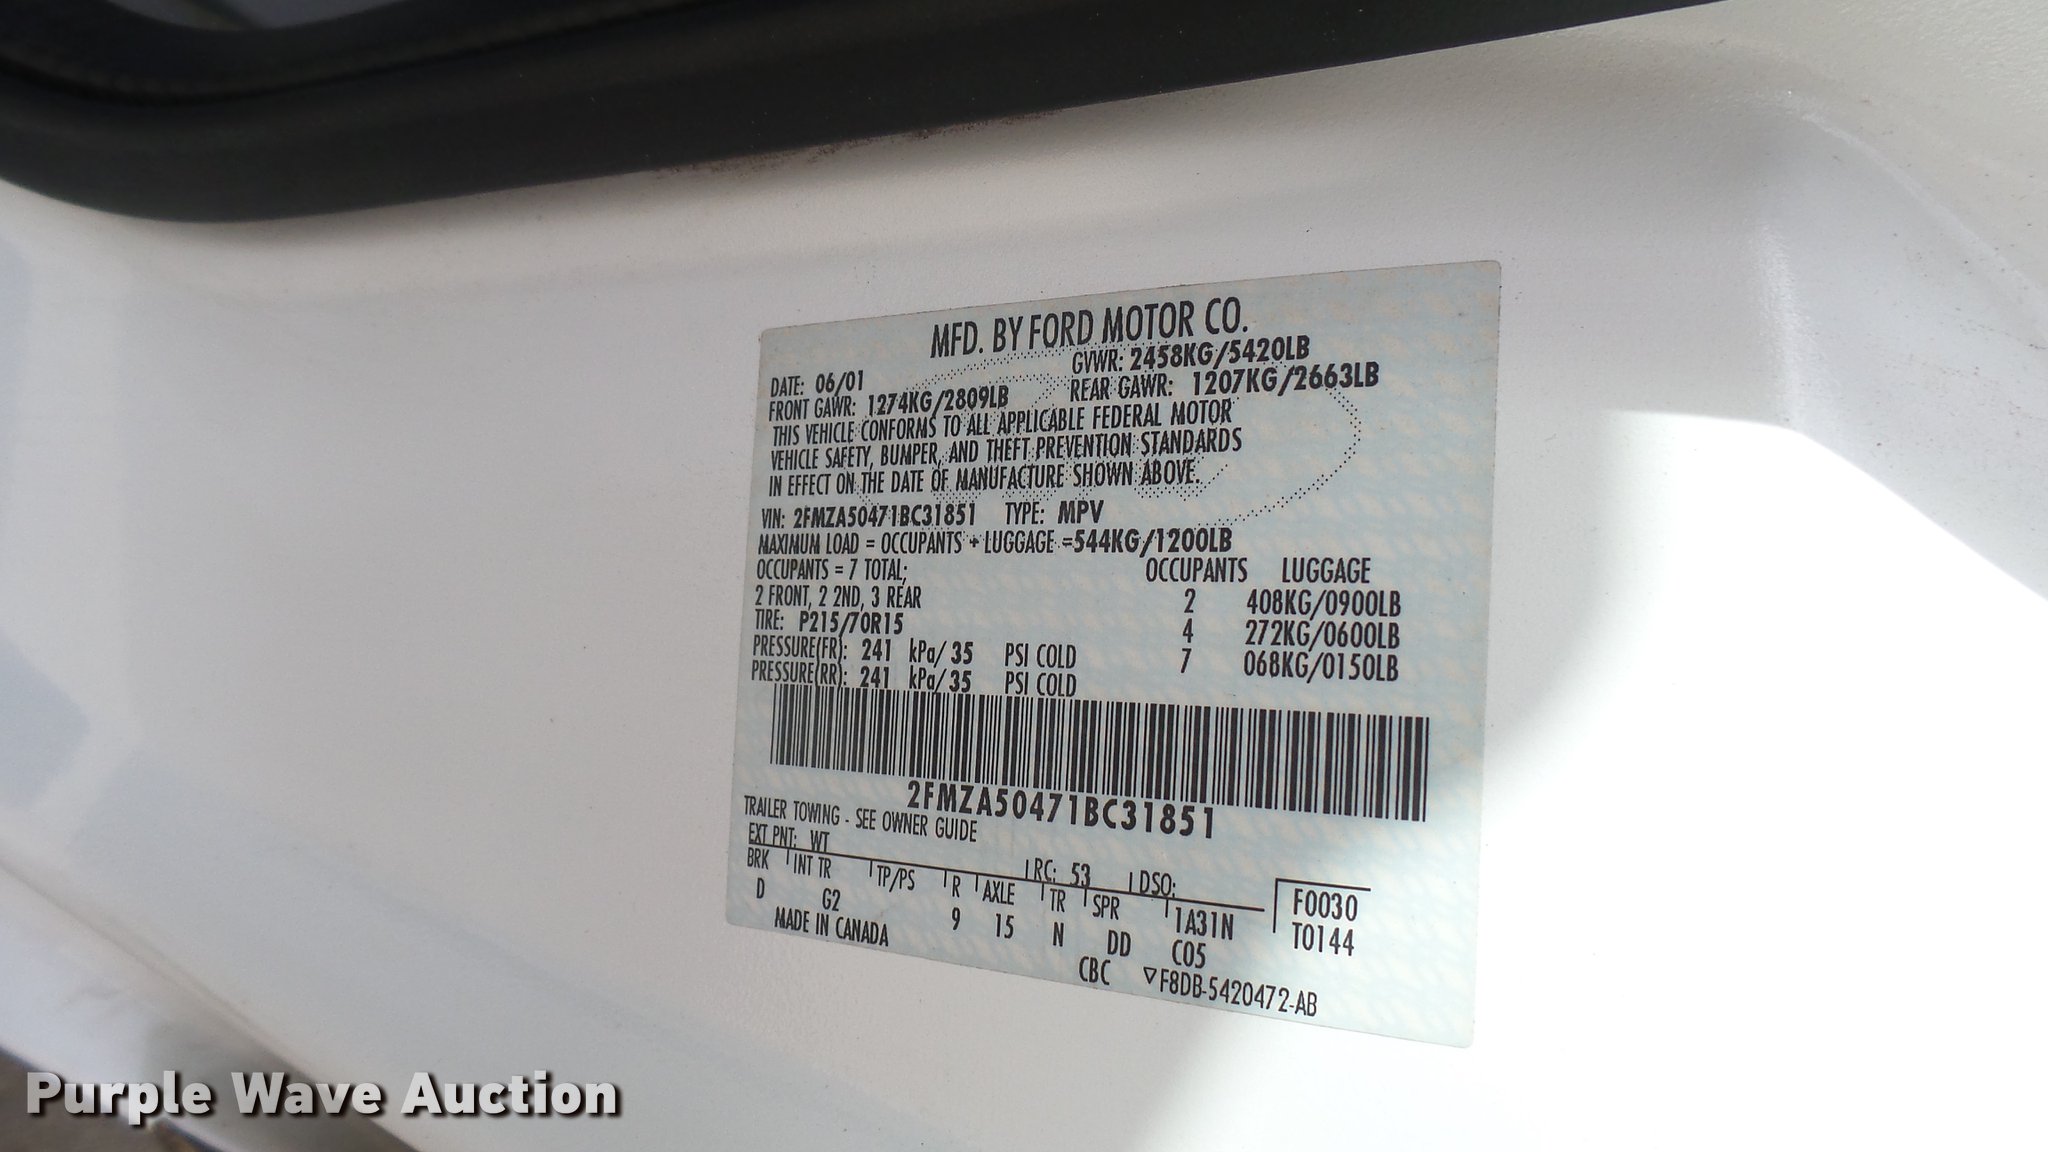 MFD. BY FORD MOTOR CO.
DATE: 06/01 GVWR: 2458KG/5420LB
FRONT GAWR: 1274KG/2809LB REAR GAWR: 1207KG/2663LB
THIS VEHICLE CONFORMS TO ALL APPLICABLE FEDERAL MOTOR
VEHICLE SAFETY, BUMPER, AND THEFT PREVENTION STANDARDS
IN EFFECT ON THE DATE OF MANUFACTURE SHOWN ABOVE.
VIN: 2FMZA50471BC31851 TYPE: MPV
MAXIMUM LOAD = OCCUPANTS + LUGGAGE =544KG/1200LB
OCCUPANTS = 7 TOTAL; OCCUPANTS LUGGAGE
2 FRONT, 2 2ND, 3 REAR 2 408KG/0900LB
TIRE: P215/70R15 4 272KG/0600LB
PRESSURE(FR): 241 kPa/ 35 PSI COLD 7 068KG/0150LB
PRESSURE(RR): 241 kPa/ 35 PSI COLD
2FMZA50471BC31851
TRAILER TOWING - SEE OWNER GUIDE
EXT PNT: WT RC: 53 DSO:
BRK INT TR TP/PS R AXLE TR SPR 1A31N F0030
D G2 9 15 N DD C05 T0144
MADE IN CANADA CBC ▽F8DB-5420472-AB
Purple Wave Auction